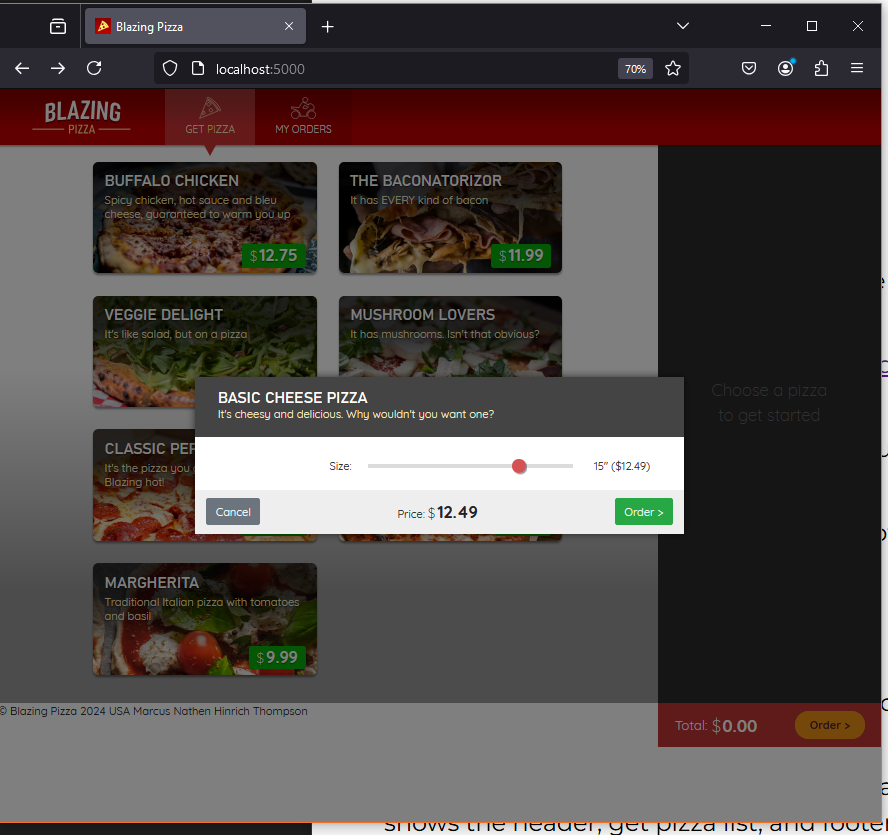 Blazing Pizza
localhost:5000
70%
BLAZING
PIZZA
GET PIZZA
MY ORDERS
BUFFALO CHICKEN
Spicy chicken, hot sauce and bleu
cheese, guaranteed to warm you up
$12.75
THE BACONATORIZOR
It has EVERY kind of bacon
$11.99
VEGGIE DELIGHT
It's like salad, but on a pizza
MUSHROOM LOVERS
It has mushrooms. Isn't that obvious?
Choose a pizza
to get started
BASIC CHEESE PIZZA
It's cheesy and delicious. Why wouldn't you want one?
Size:
15" ($12.49)
Cancel
Price: $12.49
Order >
CLASSIC
It's the pizza you
Blazing hot!
MARGHERITA
Traditional Italian pizza with tomatoes
and basil
$9.99
© Blazing Pizza 2024 USA Marcus Nathen Hinrich Thompson
Total: $0.00
Order >
shows the header, get pizza list, and footer